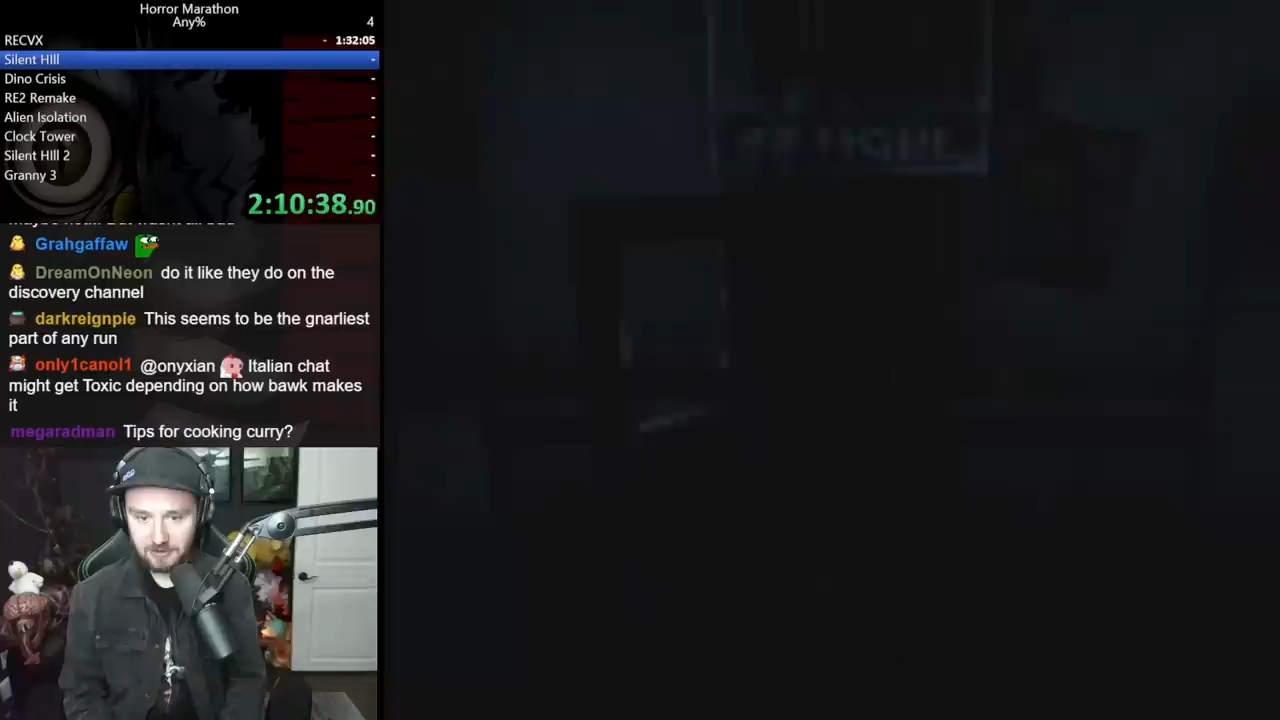 Horror Marathon
Any%
4
RECVX - 1:32:05
Silent HIll -
Dino Crisis -
RE2 Remake -
Alien Isolation -
Clock Tower -
Silent HIll 2 -
Granny 3 -
2:10:38.90
Grahgaffaw
DreamOnNeon do it like they do on the
discovery channel
darkreignpie This seems to be the gnarliest
part of any run
only1canol1 @onyxian Italian chat
might get Toxic depending on how bawk makes
it
megaradman Tips for cooking curry?